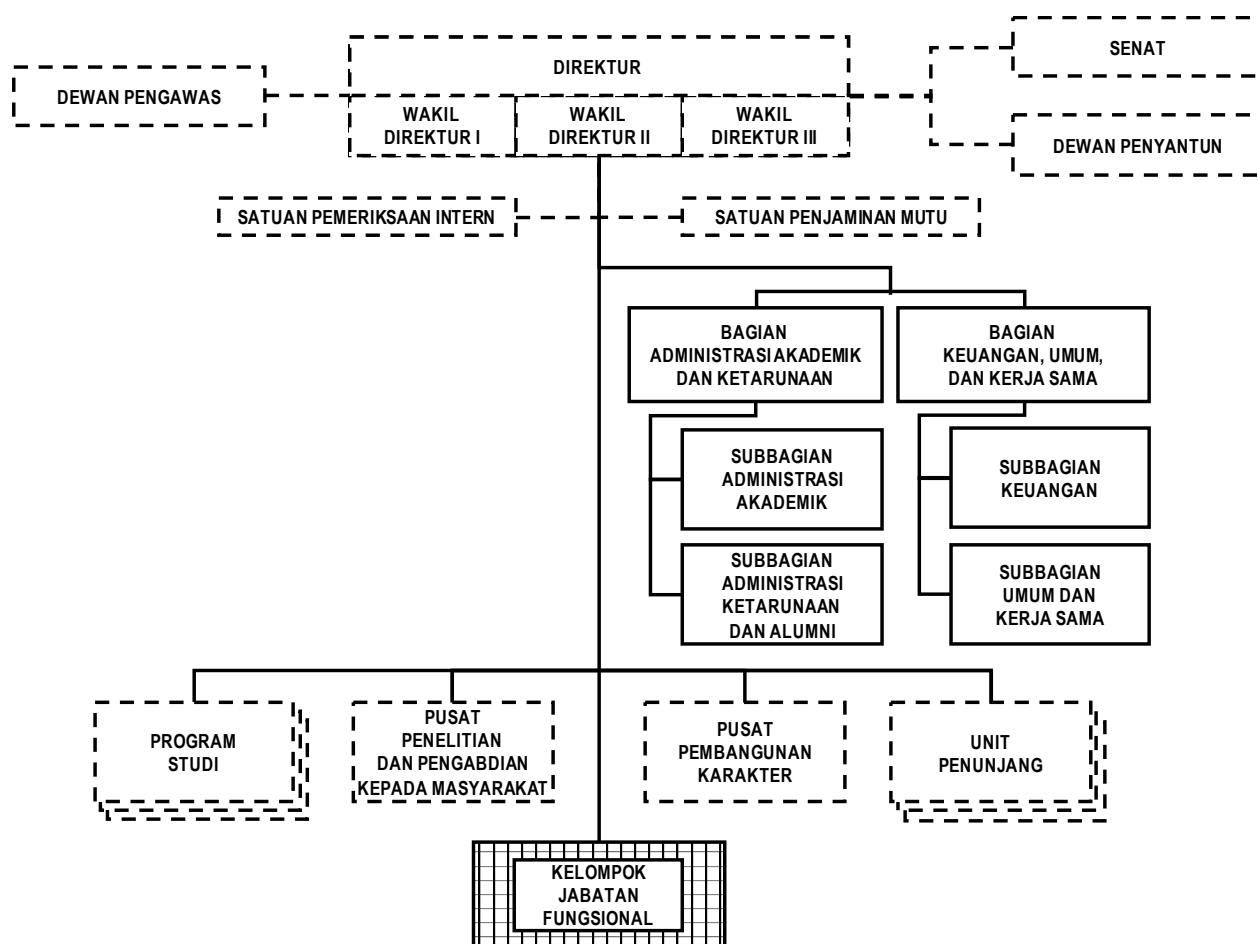 SENAT
DIREKTUR
DEWAN PENGAWAS
WAKIL
DIREKTUR I
WAKIL
DIREKTUR II
WAKIL
DIREKTUR III
DEWAN PENYANTUN
SATUAN PEMERIKSAAN INTERN
SATUAN PENJAMINAN MUTU
BAGIAN
ADMINISTRASI AKADEMIK
DAN KETARUNAAN
BAGIAN
KEUANGAN, UMUM,
DAN KERJA SAMA
SUBBAGIAN
ADMINISTRASI
AKADEMIK
SUBBAGIAN
KEUANGAN
SUBBAGIAN
ADMINISTRASI
KETARUNAAN
DAN ALUMNI
SUBBAGIAN
UMUM DAN
KERJA SAMA
PROGRAM
STUDI
PUSAT
PENELITIAN
DAN PENGABDIAN
KEPADA MASYARAKAT
PUSAT
PEMBANGUNAN
KARAKTER
UNIT
PENUNJANG
KELOMPOK
JABATAN
FUNGSIONAL